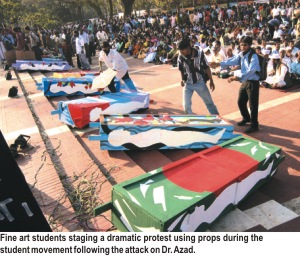 Fine art students staging a dramatic protest using props during the
student movement following the attack on Dr. Azad.